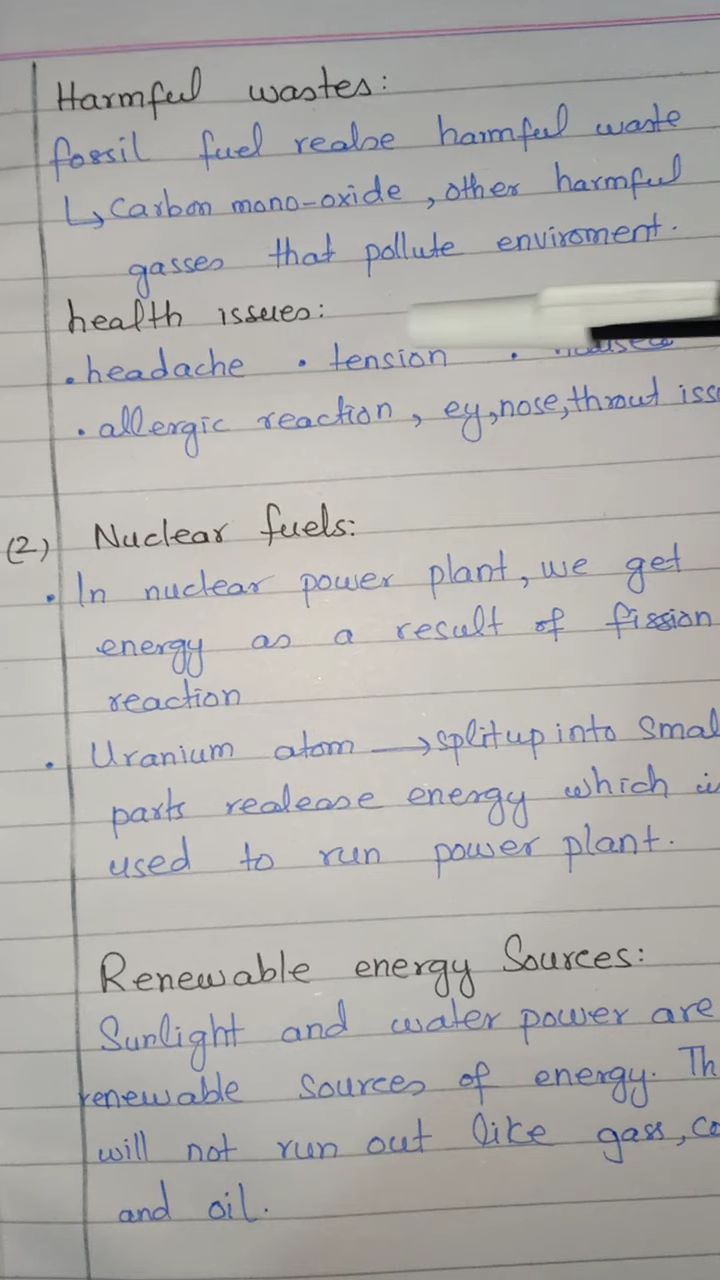 Harmful wastes:
fossil fuel realse harmful waste
↳ Carbon mono-oxide, other harmful
gasses that pollute enviroment.
health issues:
• headache • tension •
• allergic reaction, ey, nose, throut
(2) Nuclear fuels:
• In nuclear power plant, we get
energy as a result of fission
reaction
• Uranium atom → split up into
parts realease energy which
used to run power plant.
Renewable energy Sources:
Sunlight and water power are
renewable sources of energy.
will not run out like gass,
and oil.